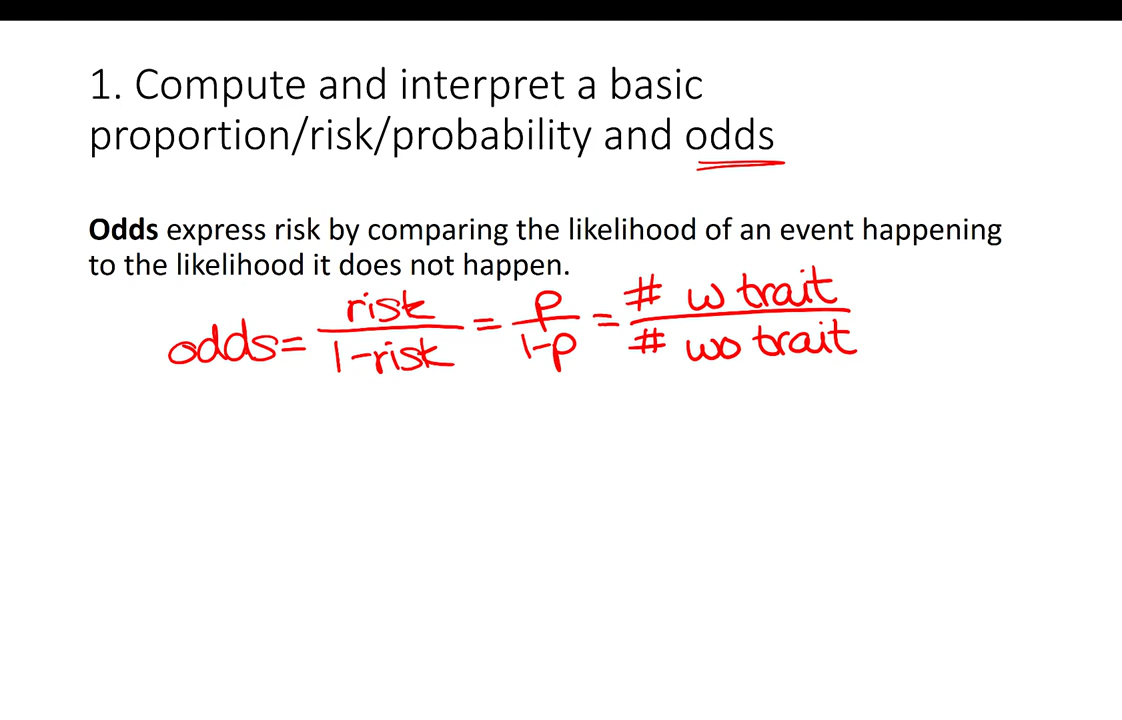 1. Compute and interpret a basic
proportion/risk/probability and odds
Odds express risk by comparing the likelihood of an event happening
to the likelihood it does not happen.
odds = risk / 1-risk = p / 1-p = # w trait / # wo trait